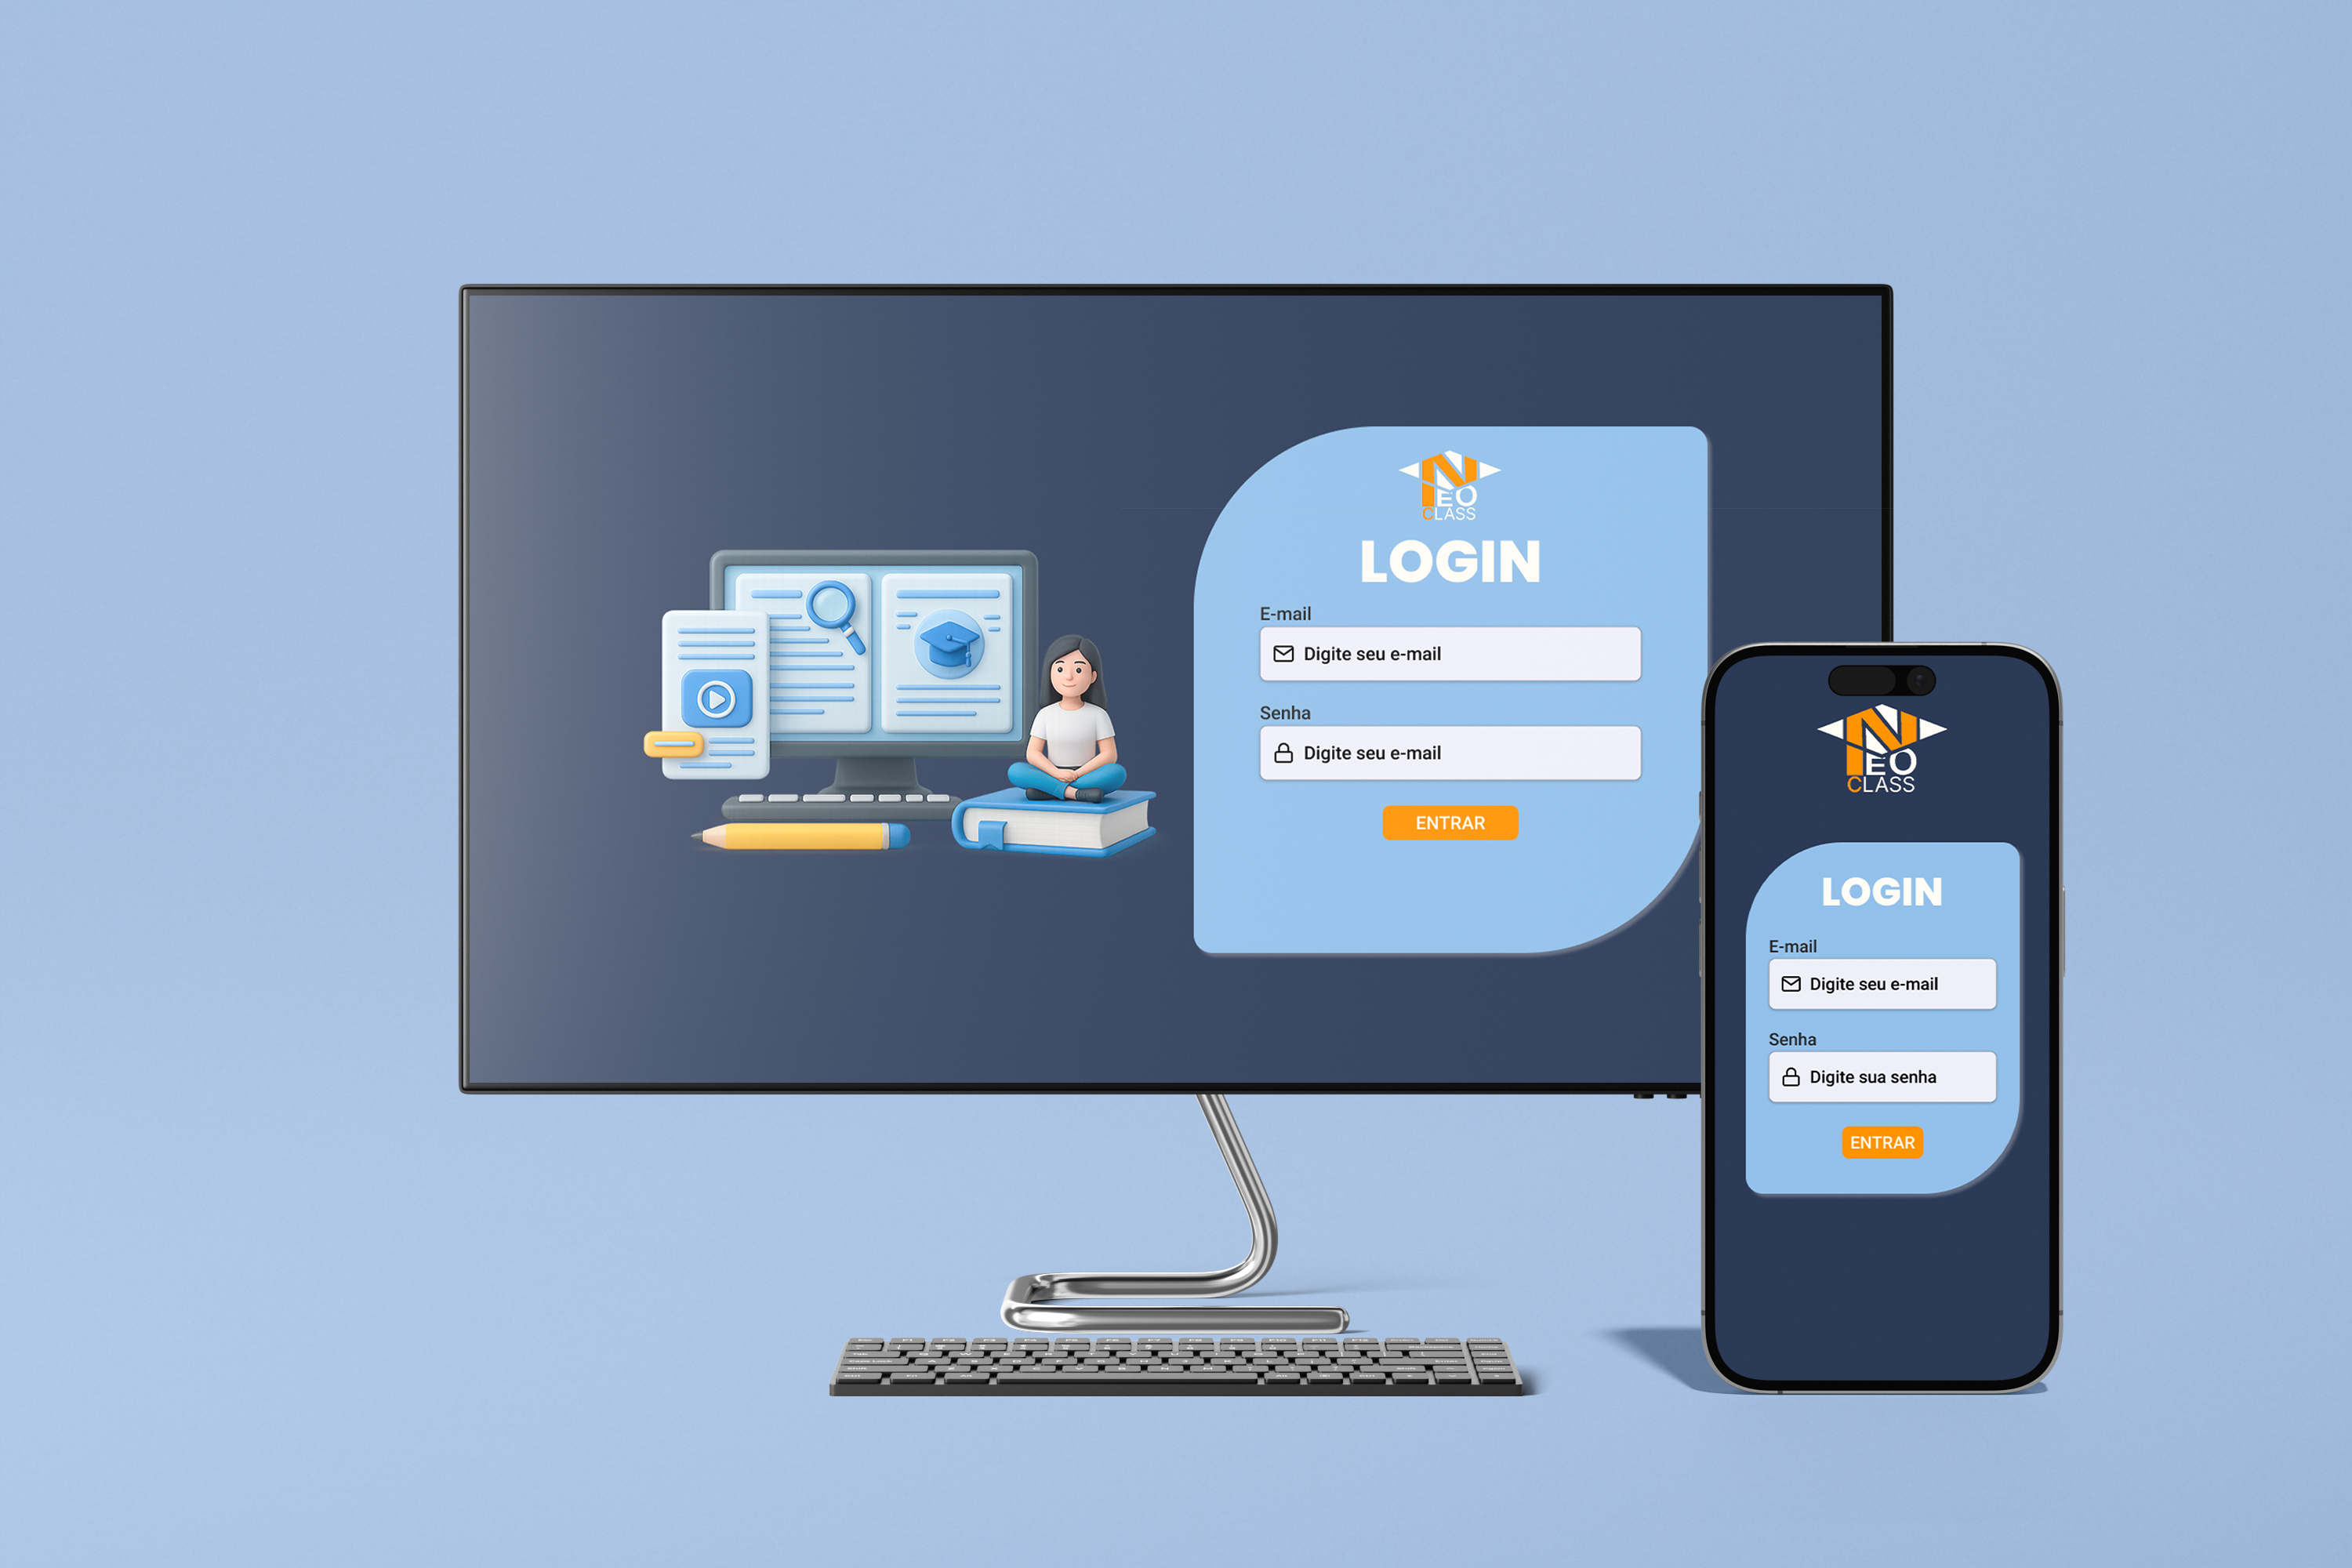 NEO
CLASS
LOGIN
E-mail
Digite seu e-mail
Senha
Digite seu e-mail
ENTRAR
NEO
CLASS
LOGIN
E-mail
Digite seu e-mail
Senha
Digite sua senha
ENTRAR